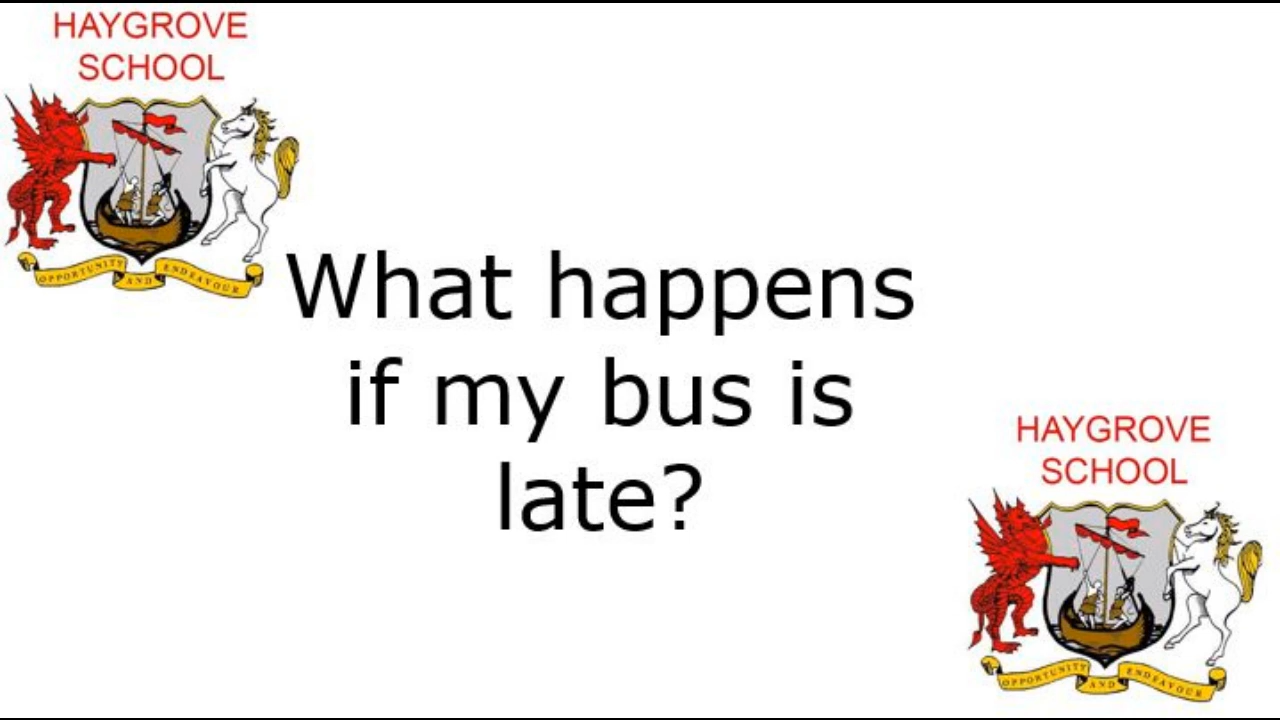 HAYGROVE
SCHOOL
OPPORTUNITY
AND
ENDEAVOUR
What happens
if my bus is
late?
HAYGROVE
SCHOOL
OPPORTUNITY
AND
ENDEAVOUR